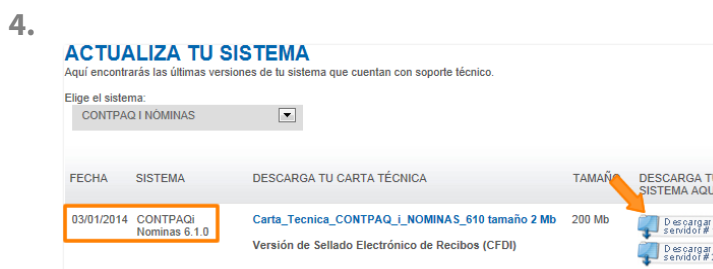 4.
ACTUALIZA TU SISTEMA
Aquí encontrarás las últimas versiones de tu sistema que cuentan con soporte técnico.
Elige el sistema:
CONTPAQ I NÓMINAS
FECHA SISTEMA DESCARGA TU CARTA TÉCNICA TAMAÑO DESCARGA TU
SISTEMA AQU
03/01/2014 CONTPAQi Carta_Tecnica_CONTPAQ_i_NOMINAS_610 tamaño 2 Mb 200 Mb Descargar
Nominas 6.1.0 servidor #
Versión de Sellado Electrónico de Recibos (CFDI) Descargar
servidor #